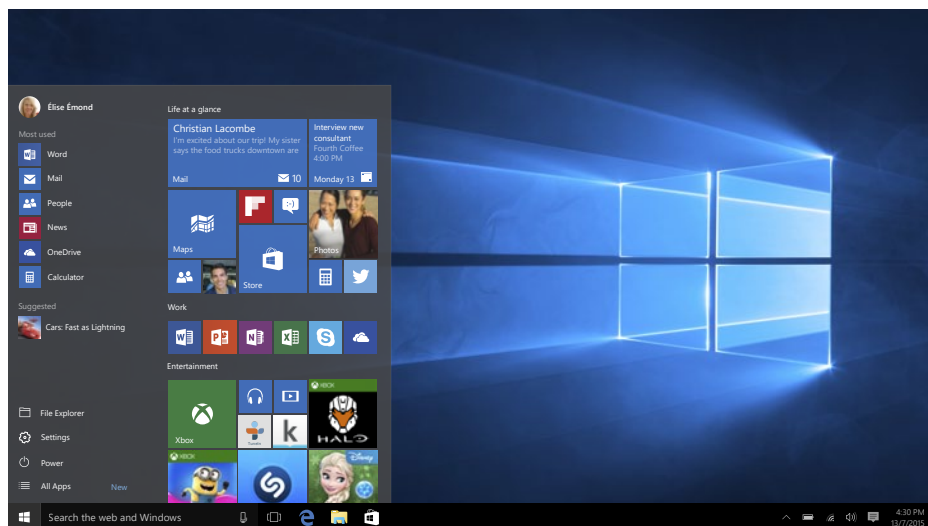 Élise Émond
Most used
Word
Mail
People
News
OneDrive
Calculator
Suggested
Cars: Fast as Lightning
File Explorer
Settings
Power
All Apps New
Life at a glance
Christian Lacombe
I'm excited about our trip! My sister
says the food trucks downtown are
Mail 10
Interview new
consultant
Fourth Coffee
4:00 PM
Monday 13
Maps
Store
Photos
Work
Entertainment
Xbox
TuneIn
k
XBOX
HALO
XBOX
Disney
Search the web and Windows
4:30 PM
13/7/2015